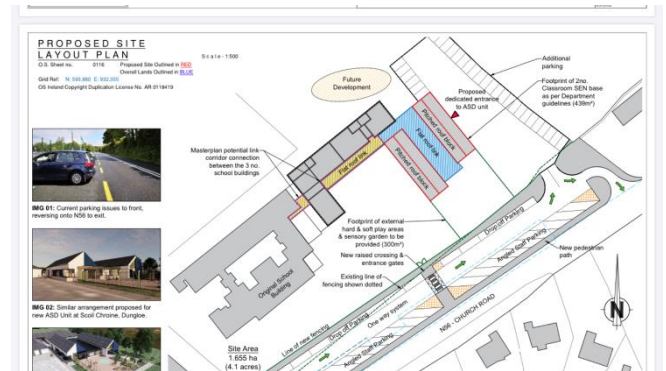 PROPOSED SITE
LAYOUT PLAN
Scale - 1:500
O.S. Sheet no. 0116 Proposed Site Outlined in RED
Overall Lands Outlined in BLUE
OS Ireland Copyright Duplication License No. AR 0119419
Future
Development
Additional
parking
Proposed
dedicated entrance
to ASD unit
Footprint of 2no.
Classroom SEN base
as per Department
guidelines (439m²)
Pitched roof block
Flat roof link
Pitched roof block
Flat roof link
Masterplan potential link
corridor connection
between the 3 no.
school buildings
IMG 01: Current parking issues to front,
reversing onto N56 to exit.
Footprint of external
hard & soft play areas
& sensory garden to be
provided (300m²)
New raised crossing &
entrance gates
Existing line of
fencing shown dotted
Drop off Parking
Angled Staff Parking
New pedestrian
path
Original School
Building
IMG 02: Similar arrangement proposed for
new ASD Unit at Scoil Chroine, Dungloe.
Site Area
1.655 ha
(4.1 acres)
Line of new fencing
Drop off Parking
One way system
Angled Staff Parking
N56 - CHURCH ROAD
N